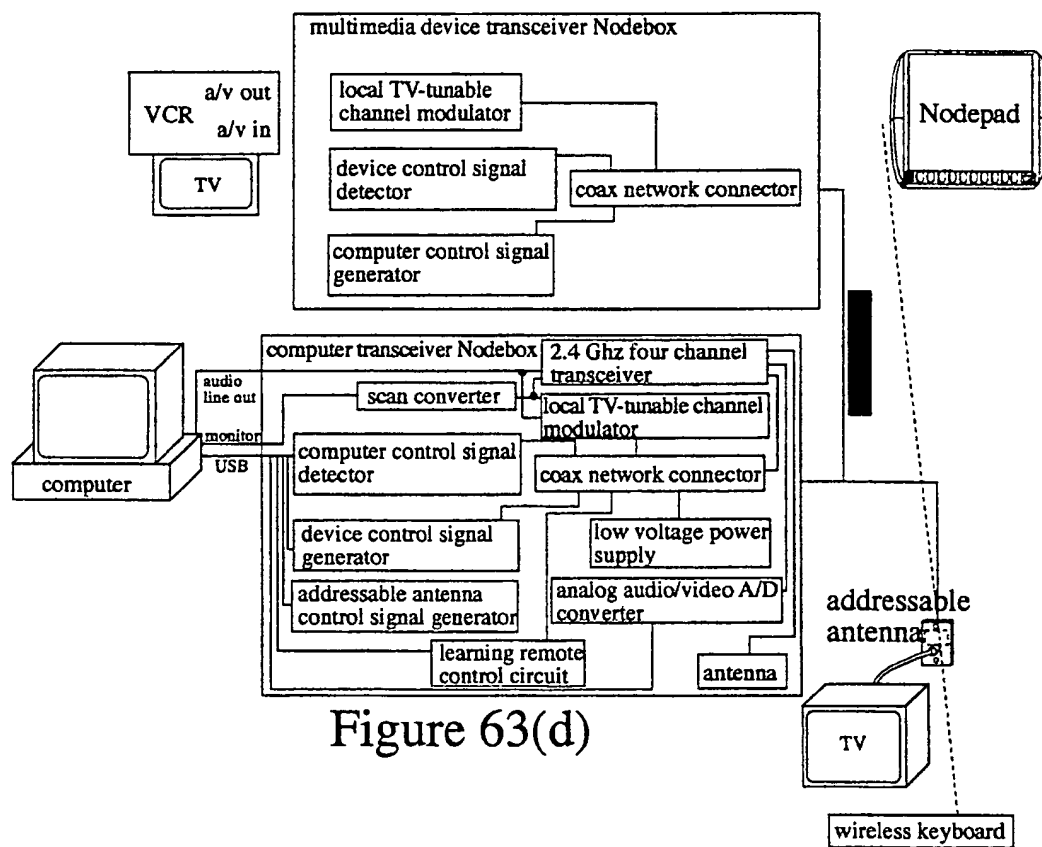 multimedia device transceiver Nodebox
local TV-tunable
channel modulator
device control signal
detector
coax network connector
computer control signal
generator
VCR
a/v out
a/v in
TV
Nodepad
computer transceiver Nodebox
2.4 Ghz four channel
transceiver
audio
line out
scan converter
local TV-tunable channel
modulator
monitor
USB
computer control signal
detector
coax network connector
computer
device control signal
generator
low voltage power
supply
addressable antenna
control signal generator
analog audio/video A/D
converter
learning remote
control circuit
antenna
addressable
antenna
TV
wireless keyboard
Figure 63(d)